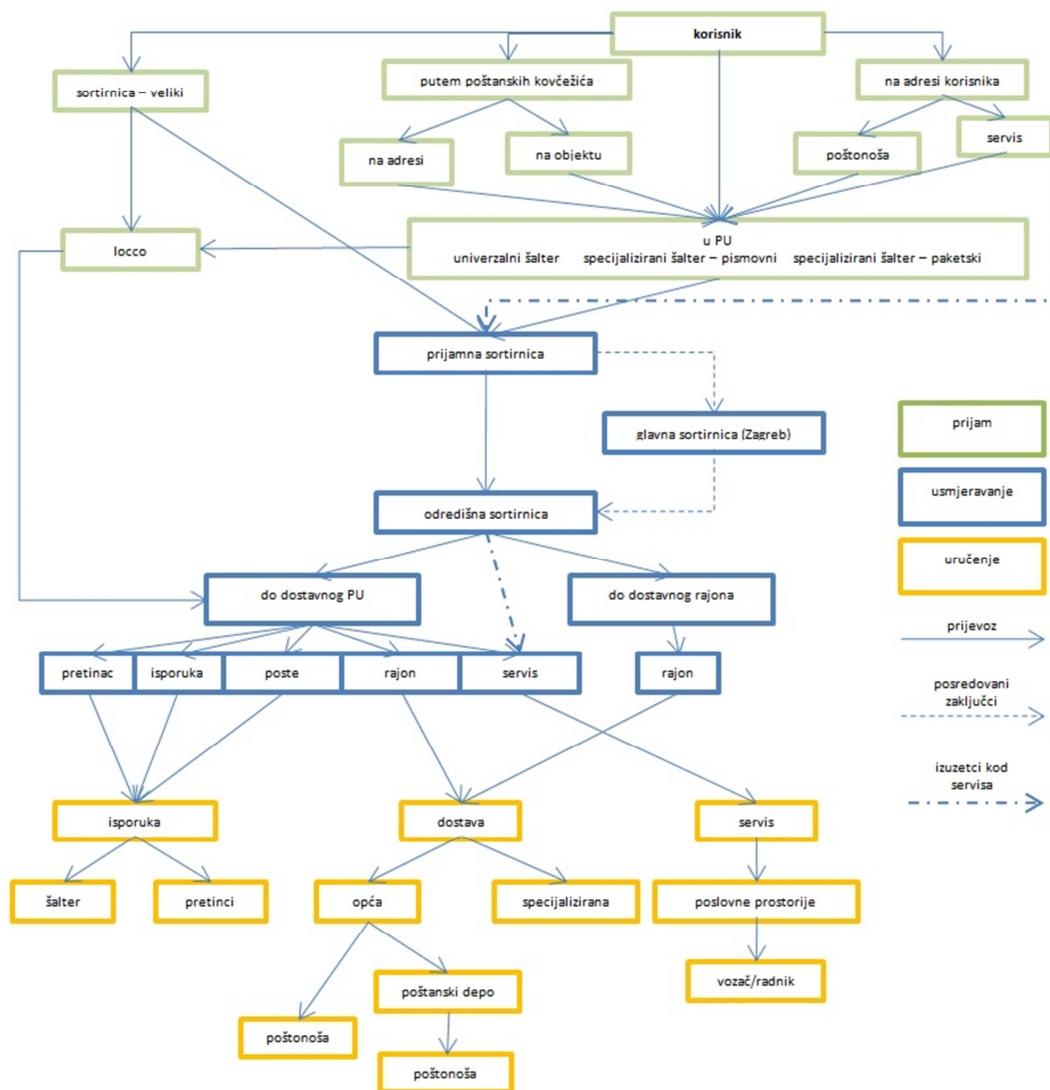 korisnik
sortirnica – veliki
putem poštanskih kovčežića
na adresi korisnika
na adresi
na objektu
poštonoša
servis
locco
u PU
univerzalni šalter specijalizirani šalter – pismovni specijalizirani šalter – paketski
prijamna sortirnica
glavna sortirnica (Zagreb)
odredišna sortirnica
do dostavnog PU
do dostavnog rajona
pretinac
isporuka
poste
rajon
servis
rajon
isporuka
dostava
servis
šalter
pretinci
opća
specijalizirana
poslovne prostorije
poštanski depo
vozač/radnik
poštonoša
poštonoša
prijam
usmjeravanje
uručenje
prijevoz
posredovani
zaključci
izuzetci kod
servisa